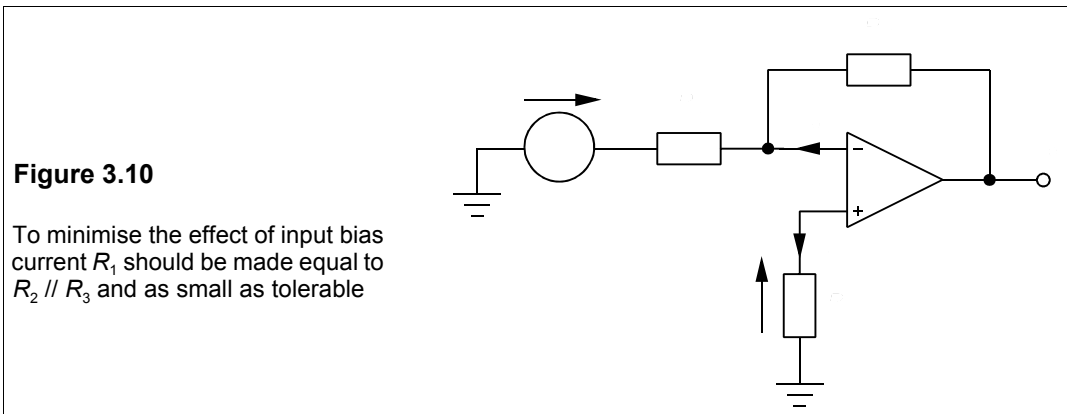 Figure 3.10
To minimise the effect of input bias
current R₁ should be made equal to
R₂ // R₃ and as small as tolerable
−
+